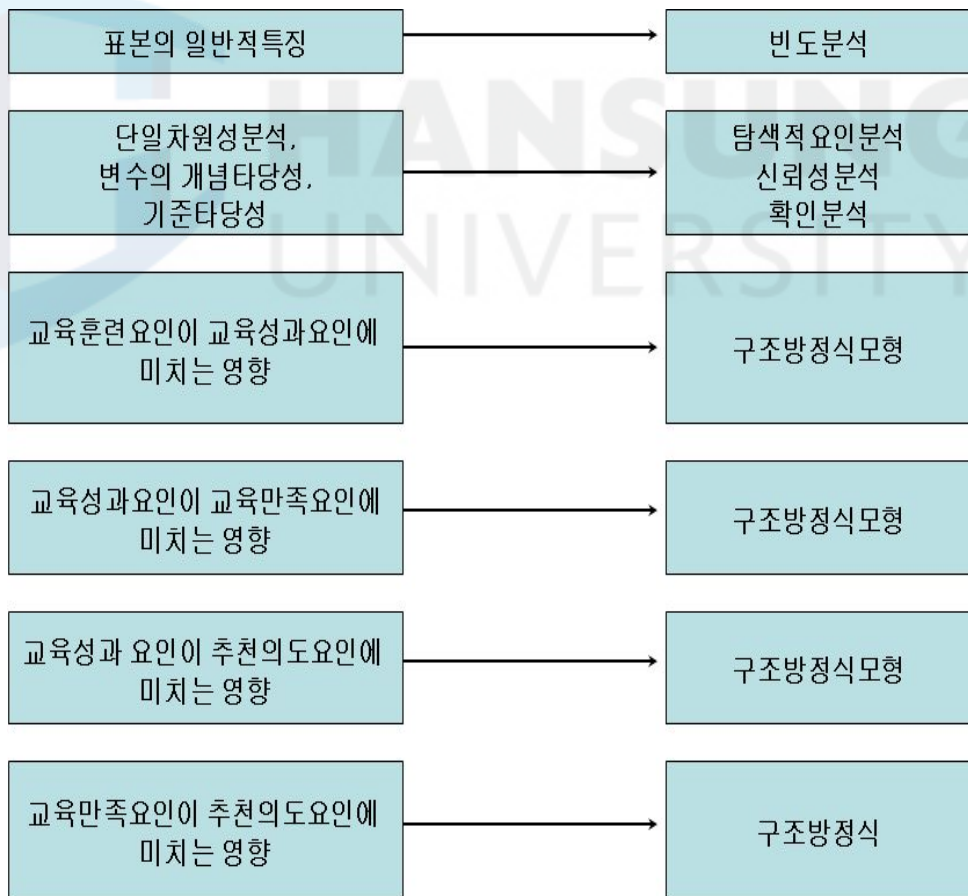 표본의 일반적특징
빈도분석
단일차원성분석,
변수의 개념타당성,
기준타당성
탐색적요인분석
신뢰성분석
확인분석
교육훈련요인이 교육성과요인에
미치는 영향
구조방정식모형
교육성과요인이 교육만족요인에
미치는 영향
구조방정식모형
교육성과 요인이 추천의도요인에
미치는 영향
구조방정식모형
교육만족요인이 추천의도요인에
미치는 영향
구조방정식
HANSUNG
UNIVERSITY